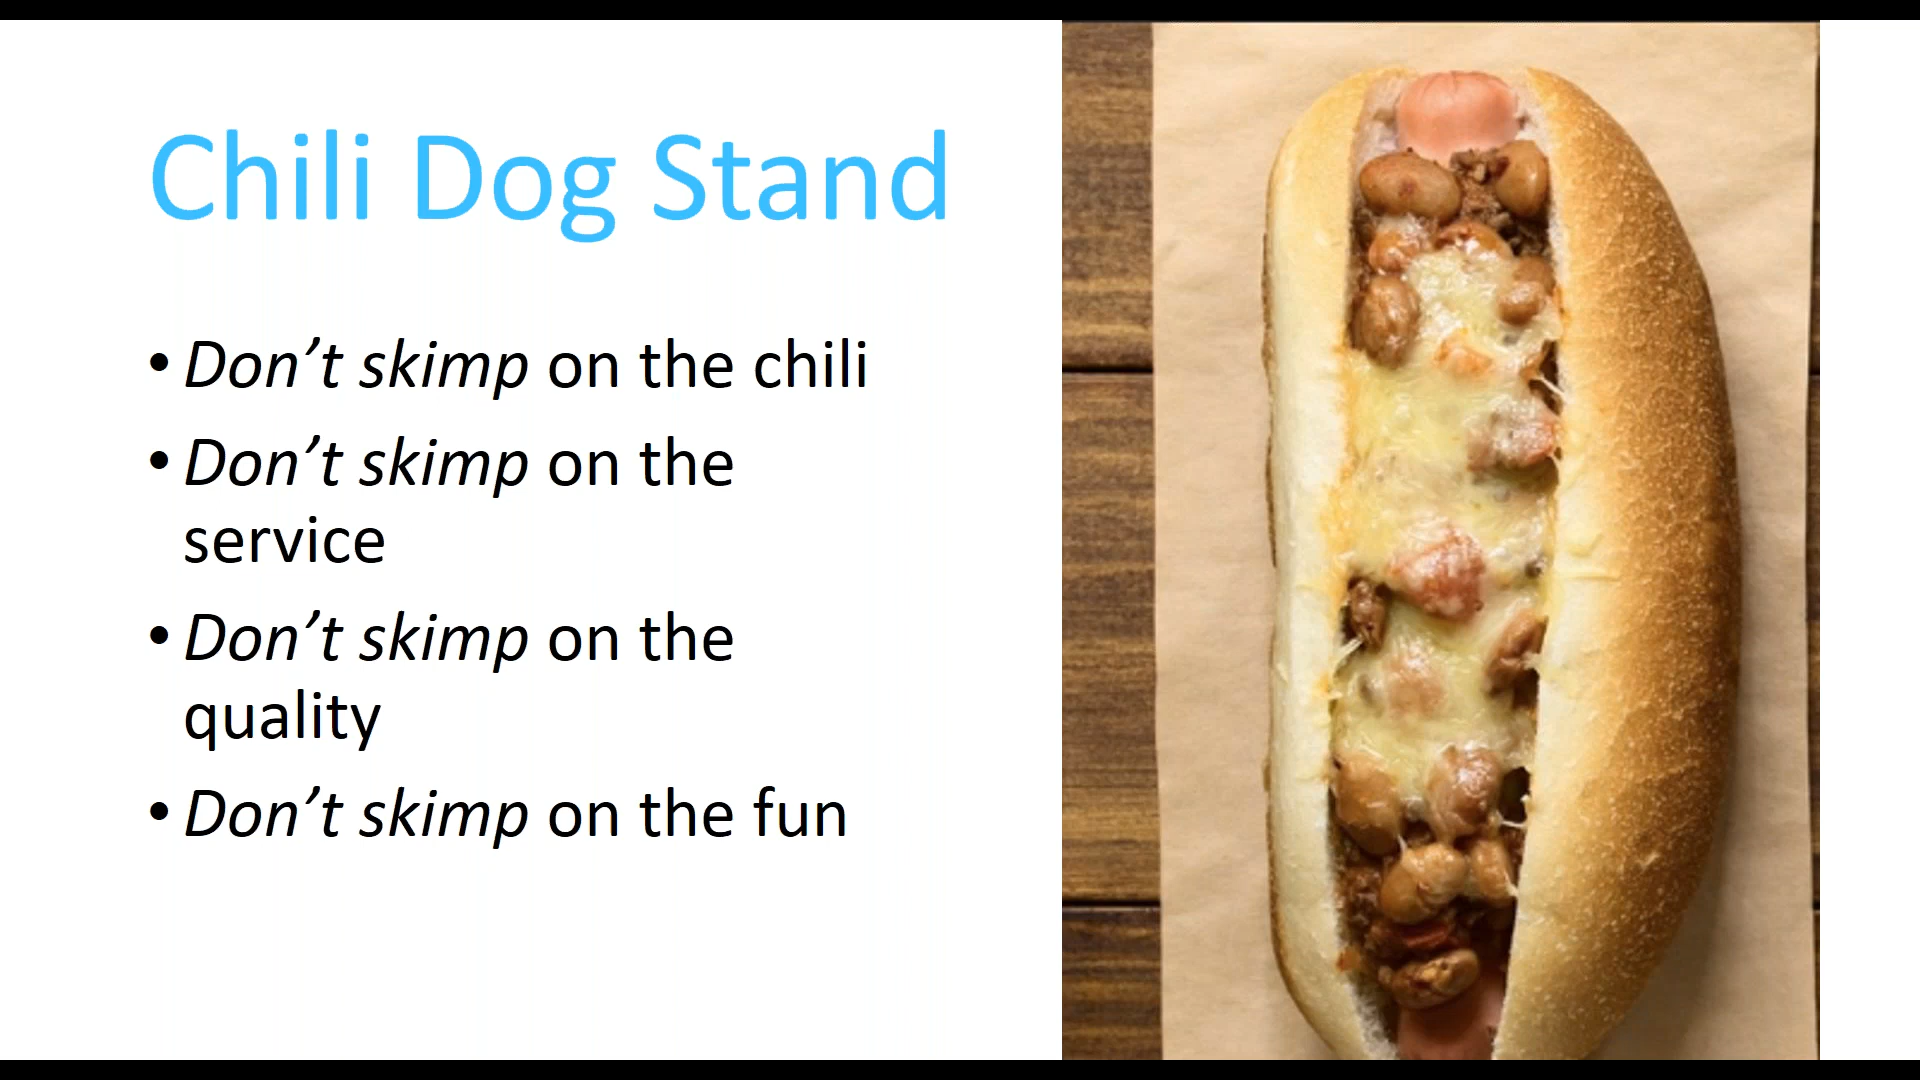 Chili Dog Stand
• Don’t skimp on the chili
• Don’t skimp on the
service
• Don’t skimp on the
quality
• Don’t skimp on the fun